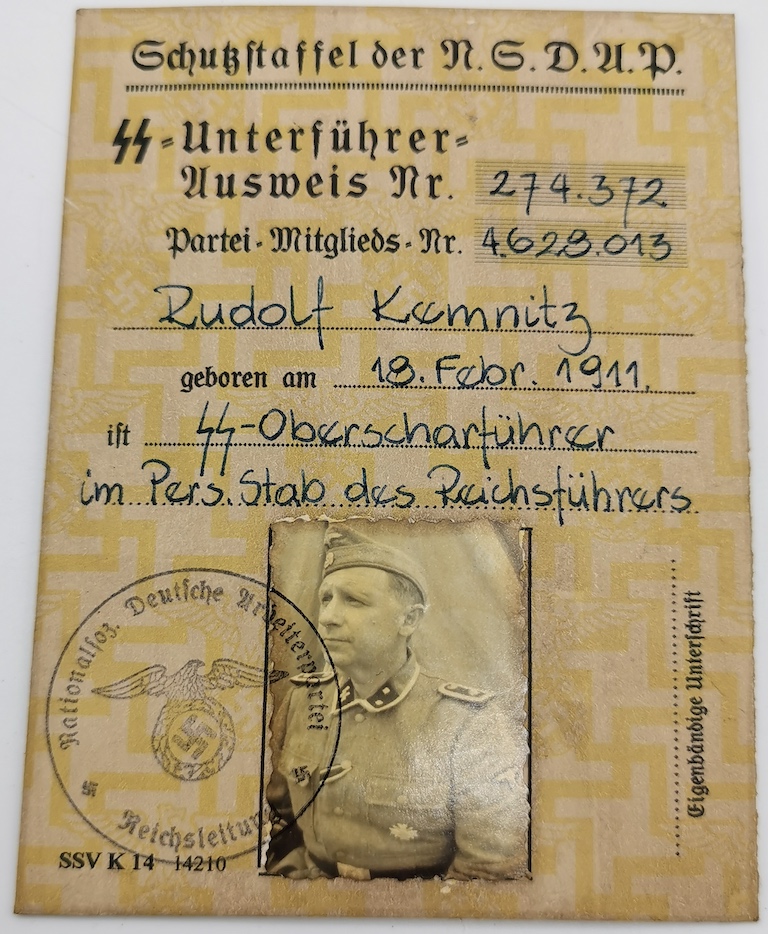 Schutzstaffel der N.S.D.A.P.
SS-Unterführer-
Ausweis Nr. 274.372
Partei-Mitglieds-Nr. 4.628.013
Rudolf Kemnitz
geboren am 18. Febr. 1911.
ist SS-Oberscharführer
im Pers. Stab des Reichsführers
Nationalsoz. Deutsche Arbeiterpartei
Reichsleitung
Eigenhändige Unterschrift
SSV K 14 14210